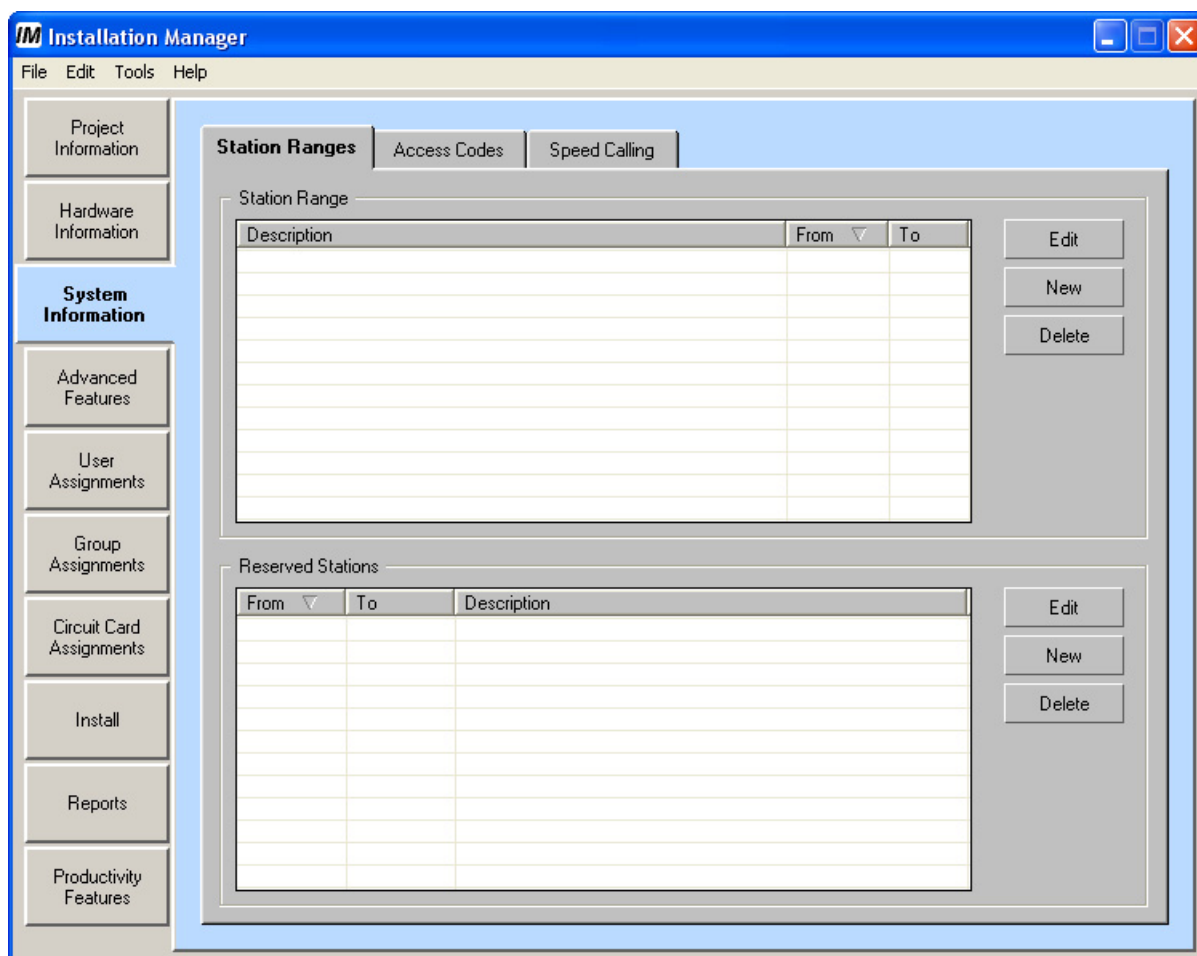 IM Installation Manager
File Edit Tools Help
Project
Information
Hardware
Information
System
Information
Advanced
Features
User
Assignments
Group
Assignments
Circuit Card
Assignments
Install
Reports
Productivity
Features
Station Ranges Access Codes Speed Calling
Station Range
Description From To
Edit
New
Delete
Reserved Stations
From To Description
Edit
New
Delete